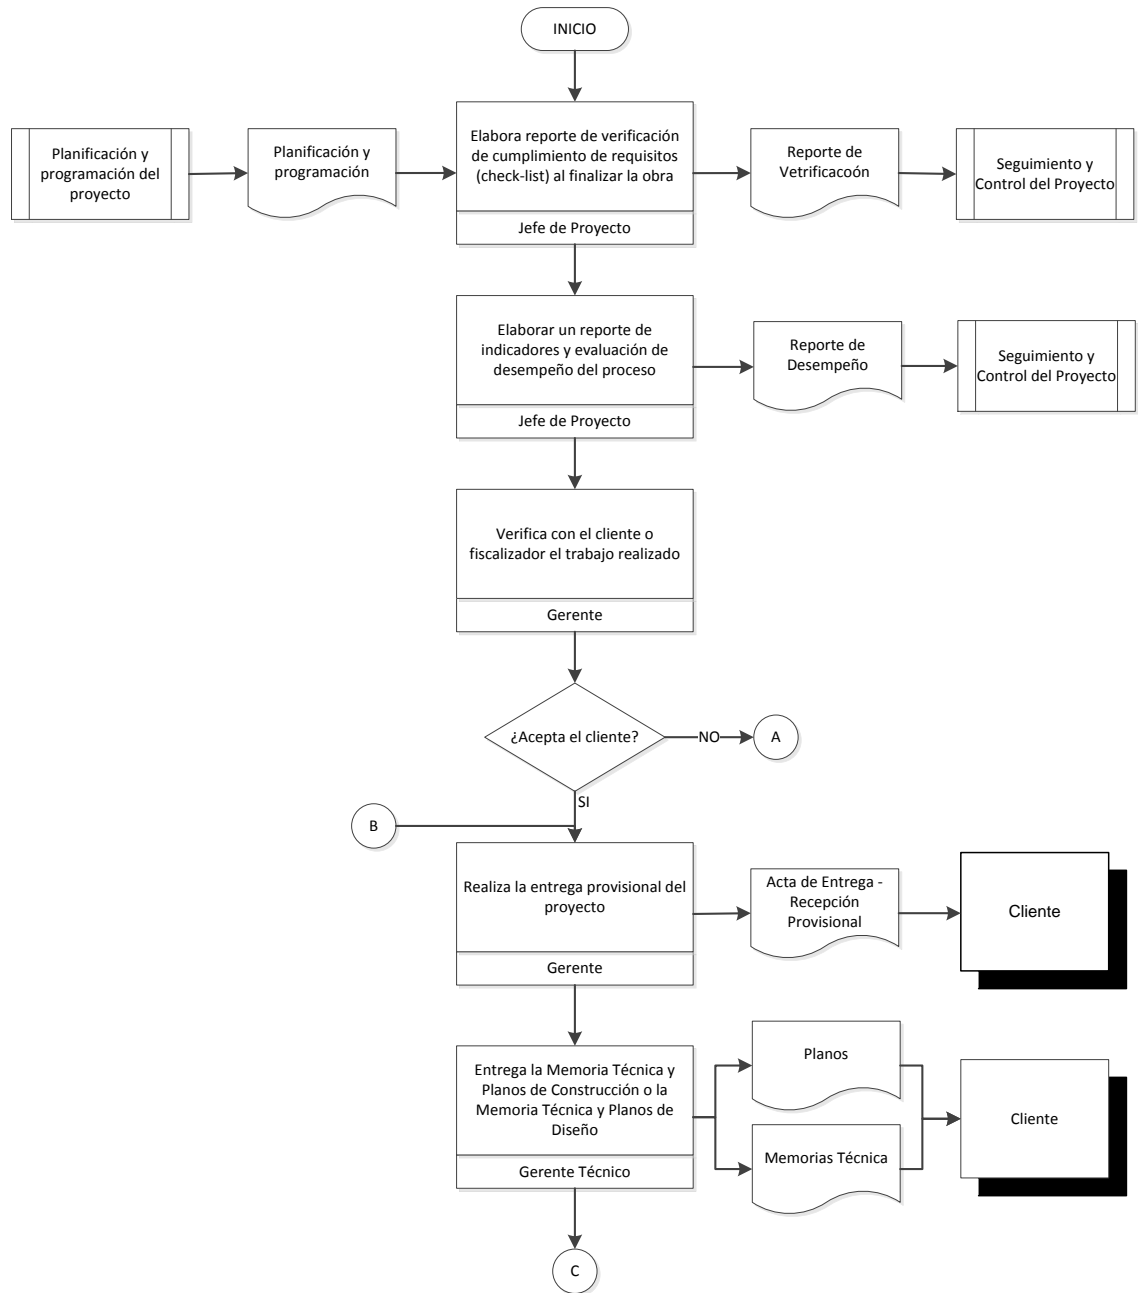 INICIO
Planificación y
programación del
proyecto
Planificación y
programación
Elabora reporte de verificación
de cumplimiento de requisitos
(check-list) al finalizar la obra
Jefe de Proyecto
Reporte de
Vetrificacoón
Seguimiento y
Control del Proyecto
Elaborar un reporte de
indicadores y evaluación de
desempeño del proceso
Jefe de Proyecto
Reporte de
Desempeño
Seguimiento y
Control del Proyecto
Verifica con el cliente o
fiscalizador el trabajo realizado
Gerente
¿Acepta el cliente?
NO
A
SI
B
Realiza la entrega provisional del
proyecto
Gerente
Acta de Entrega -
Recepción
Provisional
Cliente
Entrega la Memoria Técnica y
Planos de Construcción o la
Memoria Técnica y Planos de
Diseño
Gerente Técnico
Planos
Memorias Técnica
Cliente
C